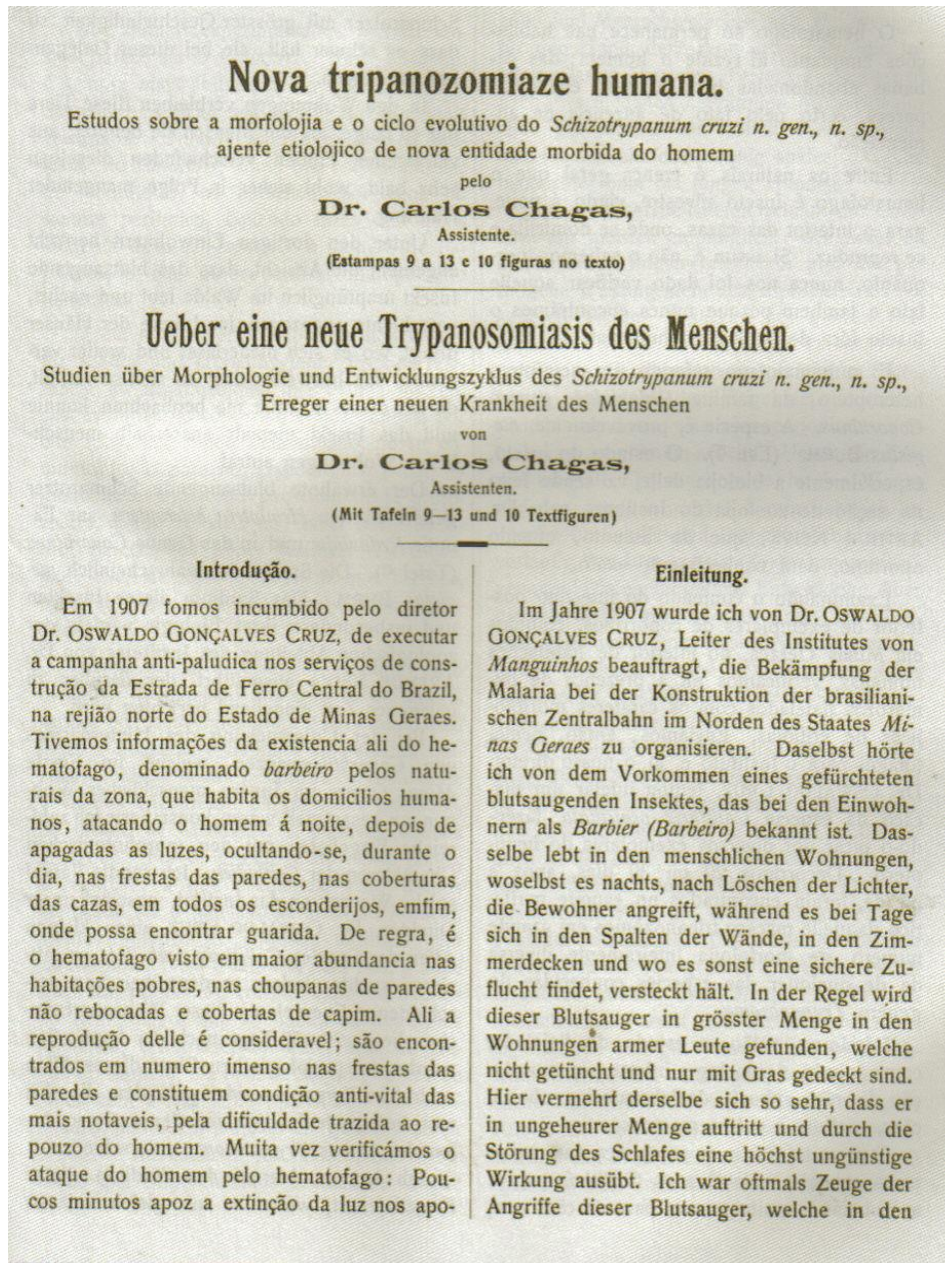 Nova tripanozomiaze humana.
Estudos sobre a morfolojia e o ciclo evolutivo do Schizotrypanum cruzi n. gen., n. sp.,
ajente etiolojico de nova entidade morbida do homem
pelo
Dr. Carlos Chagas,
Assistente.
(Estampas 9 a 13 e 10 figuras no texto)
Ueber eine neue Trypanosomiasis des Menschen.
Studien über Morphologie und Entwicklungszyklus des Schizotrypanum cruzi n. gen., n. sp.,
Erreger einer neuen Krankheit des Menschen
von
Dr. Carlos Chagas,
Assistenten.
(Mit Tafeln 9—13 und 10 Textfiguren)
Introdução.
Em 1907 fomos incumbido pelo diretor
Dr. OSWALDO GONÇALVES CRUZ, de executar
a campanha anti-paludica nos serviços de cons-
trução da Estrada de Ferro Central do Brazil,
na rejião norte do Estado de Minas Geraes.
Tivemos informações da existencia ali do he-
matofago, denominado barbeiro pelos natu-
rais da zona, que habita os domicilios huma-
nos, atacando o homem á noite, depois de
apagadas as luzes, ocultando-se, durante o
dia, nas frestas das paredes, nas coberturas
das cazas, em todos os esconderijos, emfim,
onde possa encontrar guarida. De regra, é
o hematofago visto em maior abundancia nas
habitações pobres, nas choupanas de paredes
não rebocadas e cobertas de capim. Ali a
reprodução delle é consideravel; são encon-
trados em numero imenso nas frestas das
paredes e constituem condição anti-vital das
mais notaveis, pela dificuldade trazida ao re-
pouzo do homem. Muita vez verificámos o
ataque do homem pelo hematofago: Pou-
cos minutos apoz a extinção da luz nos apo-
Einleitung.
Im Jahre 1907 wurde ich von Dr. OSWALDO
GONÇALVES CRUZ, Leiter des Institutes von
Manguinhos beauftragt, die Bekämpfung der
Malaria bei der Konstruktion der brasiliani-
schen Zentralbahn im Norden des Staates Mi-
nas Geraes zu organisieren. Daselbst hörte
ich von dem Vorkommen eines gefürchteten
blutsaugenden Insektes, das bei den Einwoh-
nern als Barbier (Barbeiro) bekannt ist. Das-
selbe lebt in den menschlichen Wohnungen,
woselbst es nachts, nach Löschen der Lichter,
die Bewohner angreift, während es bei Tage
sich in den Spalten der Wände, in den Zim-
merdecken und wo es sonst eine sichere Zu-
flucht findet, versteckt hält. In der Regel wird
dieser Blutsauger in grösster Menge in den
Wohnungen armer Leute gefunden, welche
nicht getüncht und nur mit Gras gedeckt sind.
Hier vermehrt derselbe sich so sehr, dass er
in ungeheurer Menge auftritt und durch die
Störung des Schlafes eine höchst ungünstige
Wirkung ausübt. Ich war oftmals Zeuge der
Angriffe dieser Blutsauger, welche in den